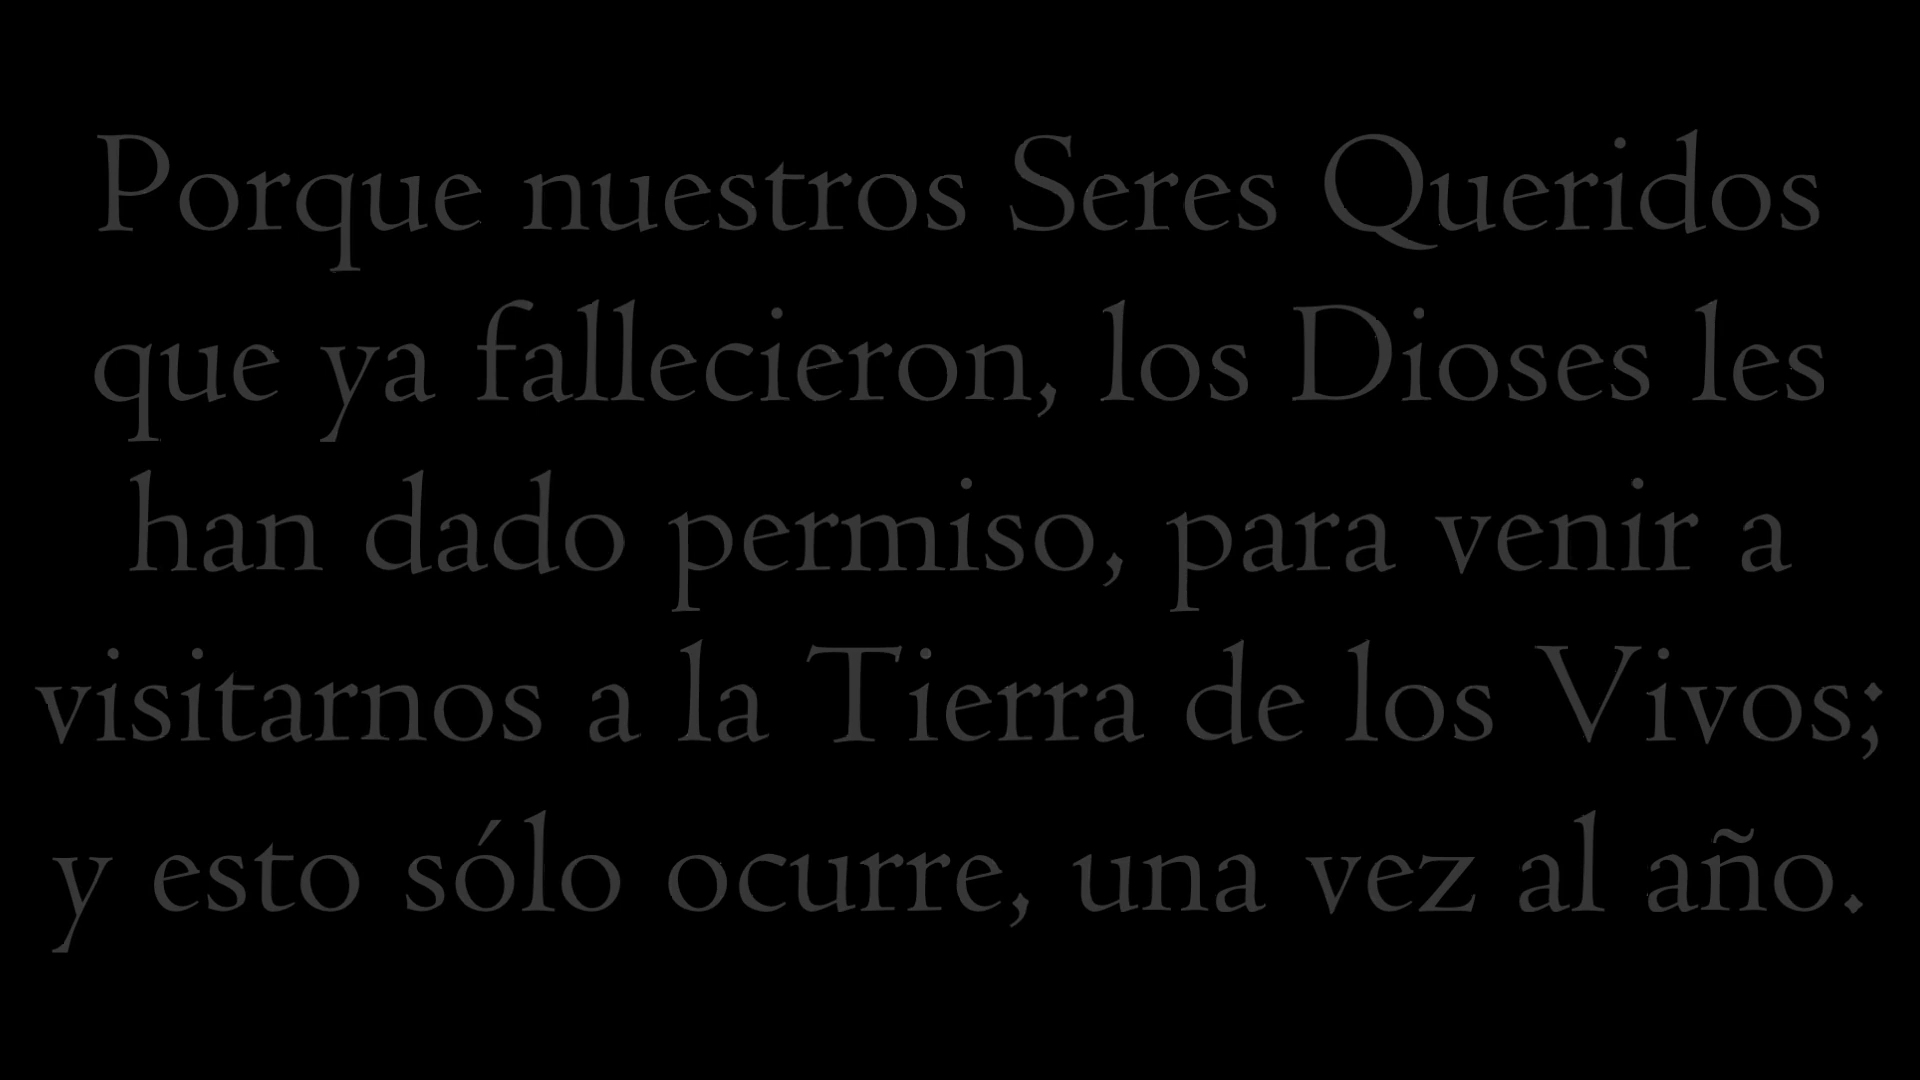 Porque nuestros Seres Queridos
que ya fallecieron, los Dioses les
han dado permiso, para venir a
visitarnos a la Tierra de los Vivos;
y esto sólo ocurre, una vez al año.